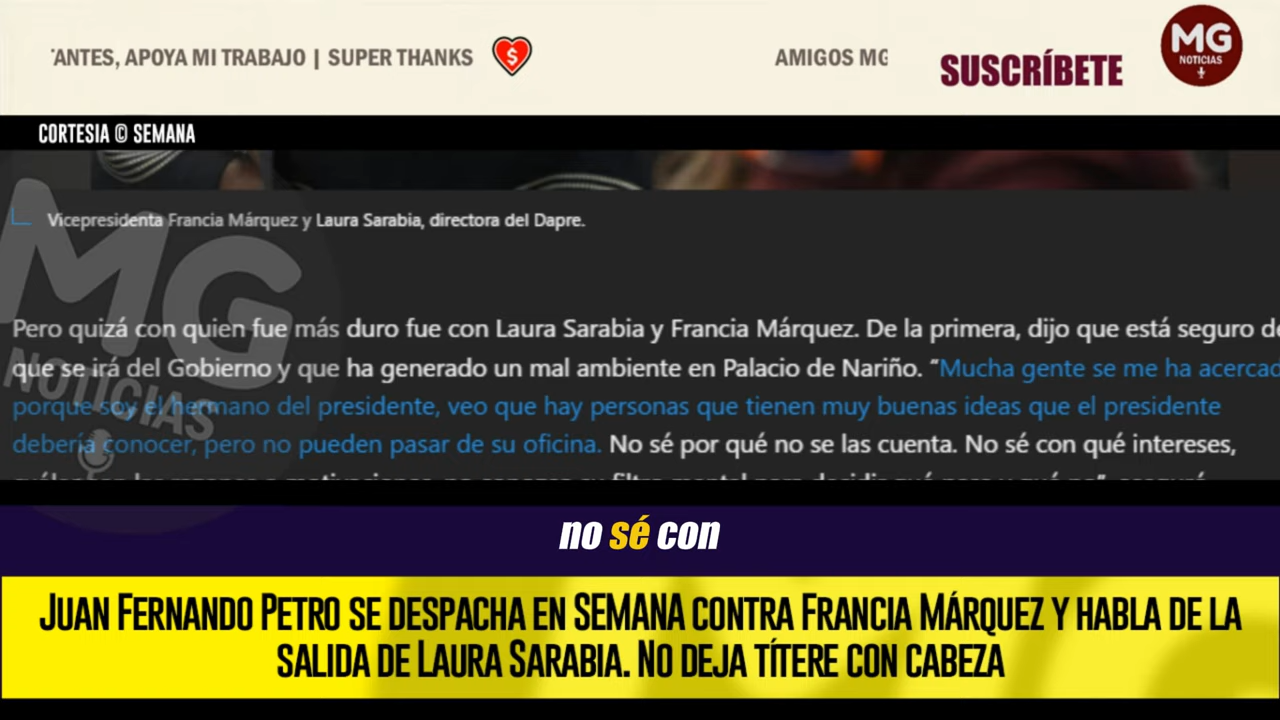 TANTES, APOYA MI TRABAJO | SUPER THANKS
AMIGOS MG
SUSCRÍBETE
MG
NOTICIAS
CORTESIA © SEMANA
Vicepresidenta Francia Márquez y Laura Sarabia, directora del Dapre.
MG
NOTICIAS
Pero quizá con quien fue más duro fue con Laura Sarabia y Francia Márquez. De la primera, dijo que está seguro de
que se irá del Gobierno y que ha generado un mal ambiente en Palacio de Nariño. “Mucha gente se me ha acercad
porque soy el hermano del presidente, veo que hay personas que tienen muy buenas ideas que el presidente
debería conocer, pero no pueden pasar de su oficina. No sé por qué no se las cuenta. No sé con qué intereses,
no sé con
JUAN FERNANDO PETRO SE DESPACHA EN SEMANA CONTRA FRANCIA MÁRQUEZ Y HABLA DE LA
SALIDA DE LAURA SARABIA. NO DEJA TÍTERE CON CABEZA